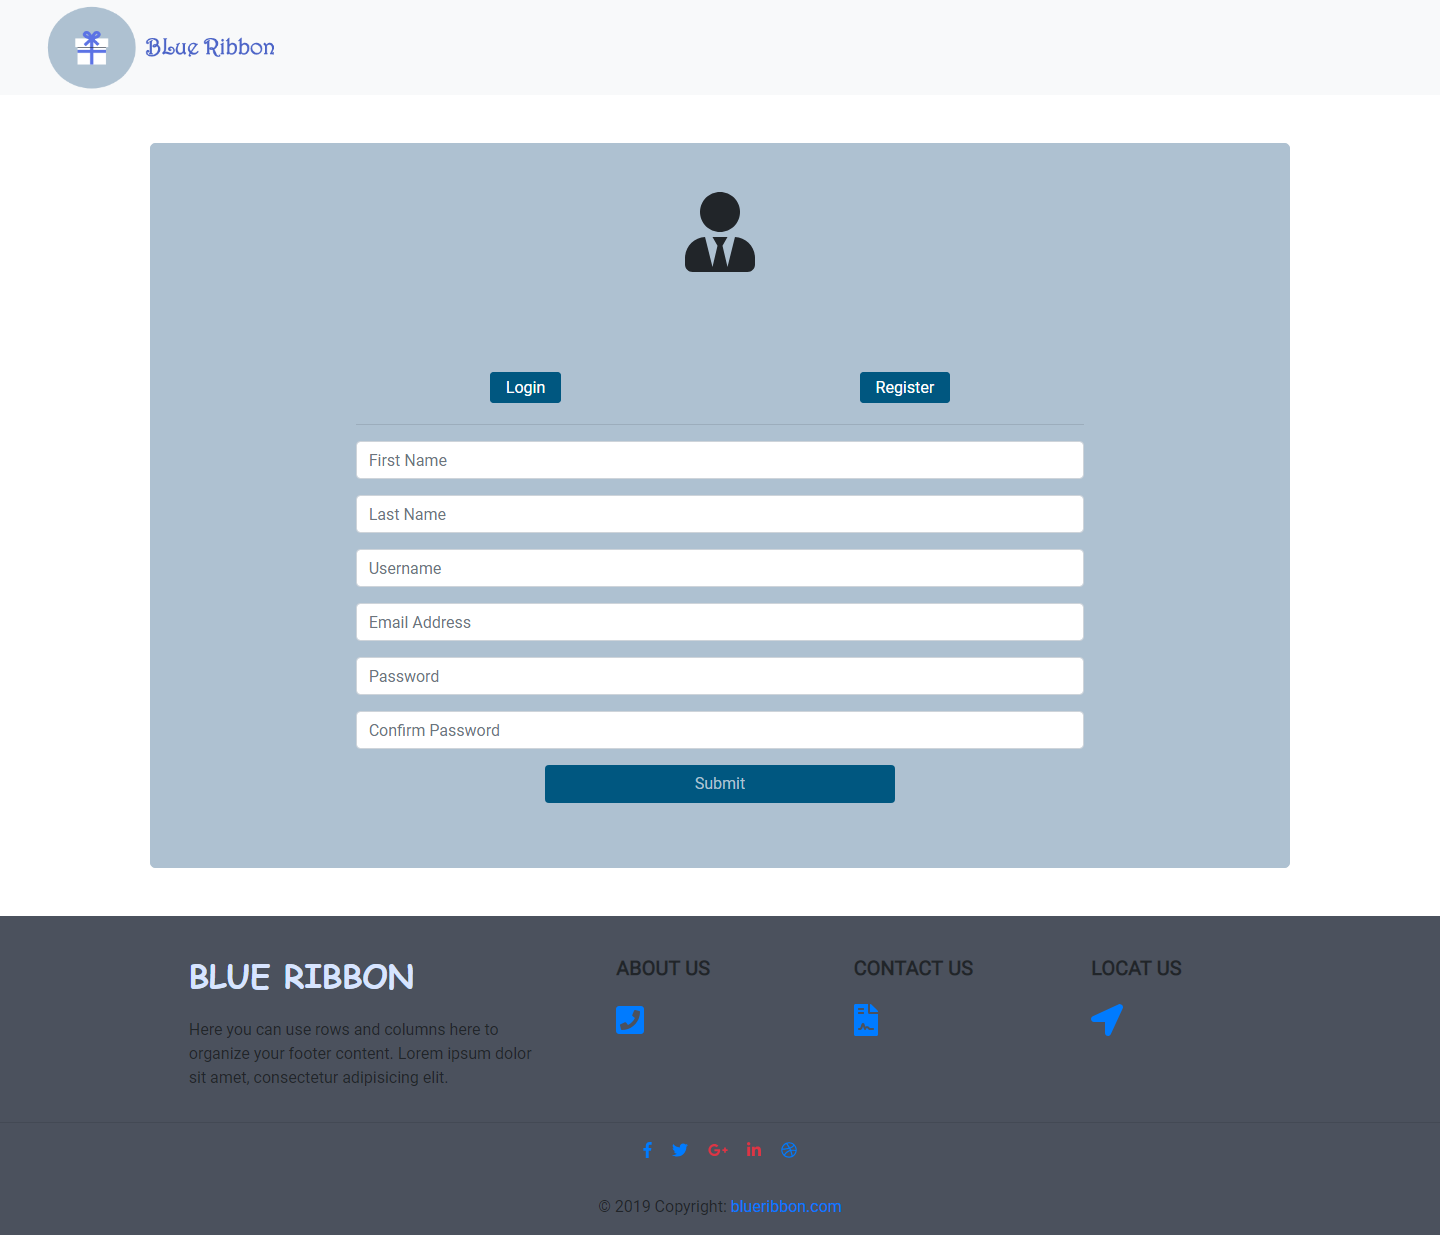 Blue Ribbon
Login
Register
First Name
Last Name
Username
Email Address
Password
Confirm Password
Submit
BLUE RIBBON
Here you can use rows and columns here to
organize your footer content. Lorem ipsum dolor
sit amet, consectetur adipisicing elit.
ABOUT US
CONTACT US
LOCAT US
© 2019 Copyright: blueribbon.com